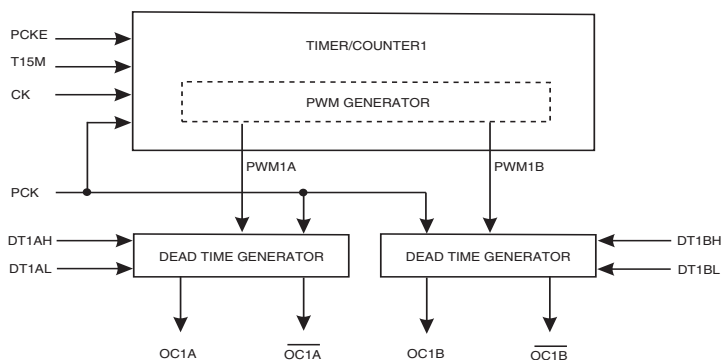 PCKE
TIMER/COUNTER1
T15M
CK
PWM GENERATOR
PWM1A
PWM1B
PCK
DT1AH
DT1BH
DEAD TIME GENERATOR
DEAD TIME GENERATOR
DT1AL
DT1BL
OC1A
OC1A
OC1B
OC1B